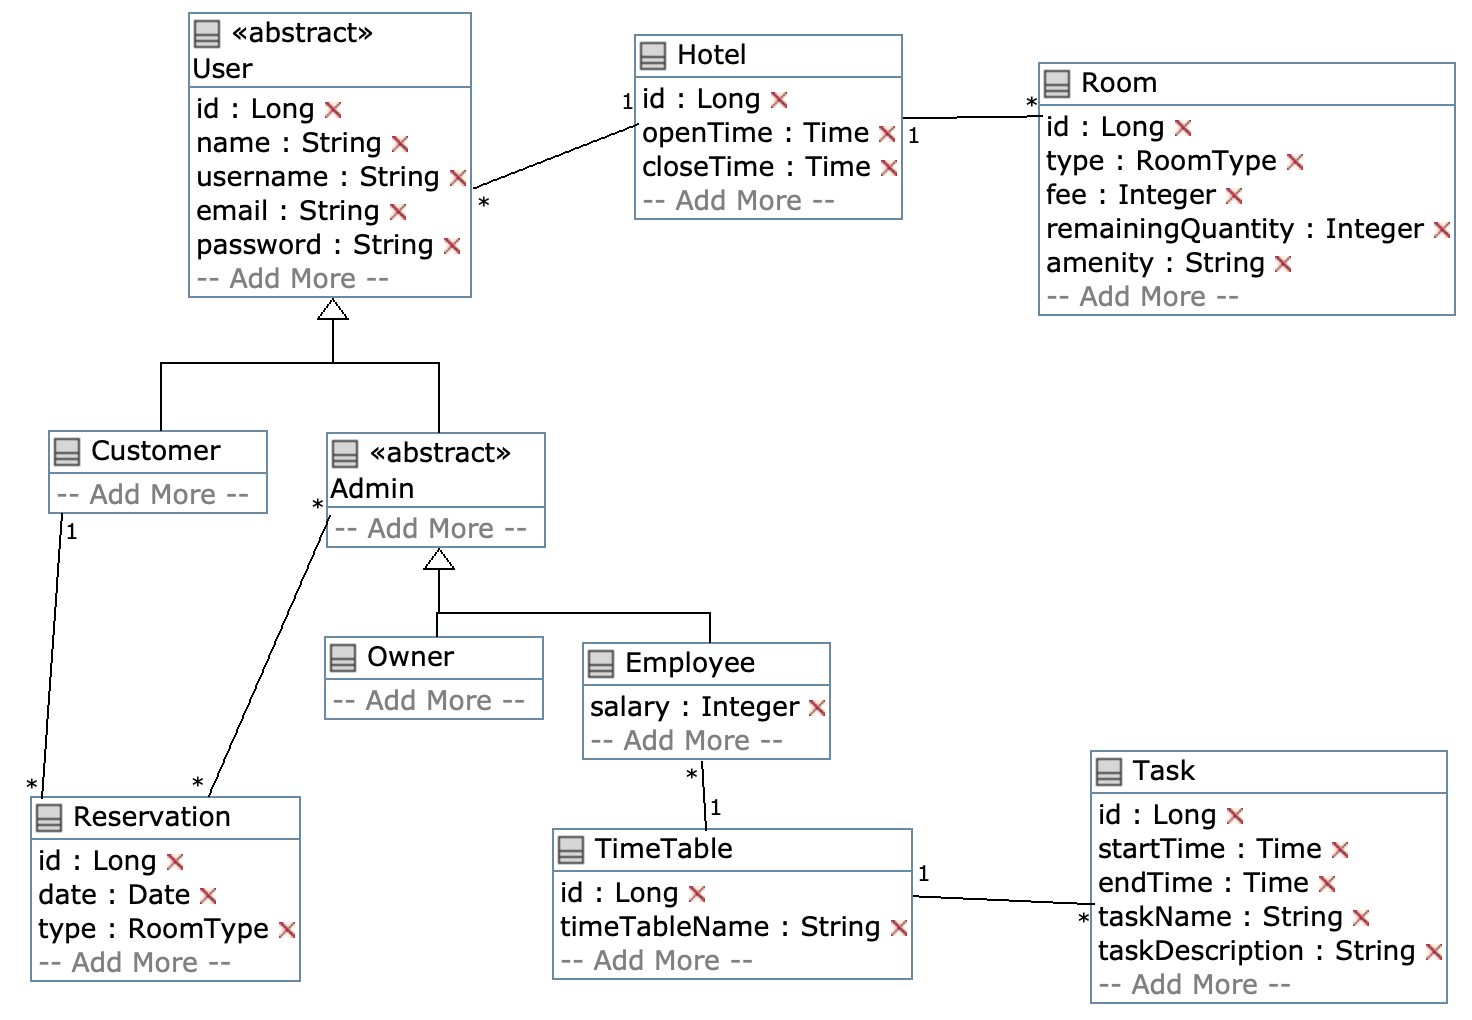 «abstract»
User
id : Long
name : String
username : String
email : String
password : String
-- Add More --
Hotel
id : Long
openTime : Time
closeTime : Time
-- Add More --
Room
id : Long
type : RoomType
fee : Integer
remainingQuantity : Integer
amenity : String
-- Add More --
1
*
1
*
Customer
-- Add More --
«abstract»
Admin
-- Add More --
1
*
*
*
Owner
-- Add More --
Employee
salary : Integer
-- Add More --
*
1
Reservation
id : Long
date : Date
type : RoomType
-- Add More --
TimeTable
id : Long
timeTableName : String
-- Add More --
1
*
Task
id : Long
startTime : Time
endTime : Time
taskName : String
taskDescription : String
-- Add More --